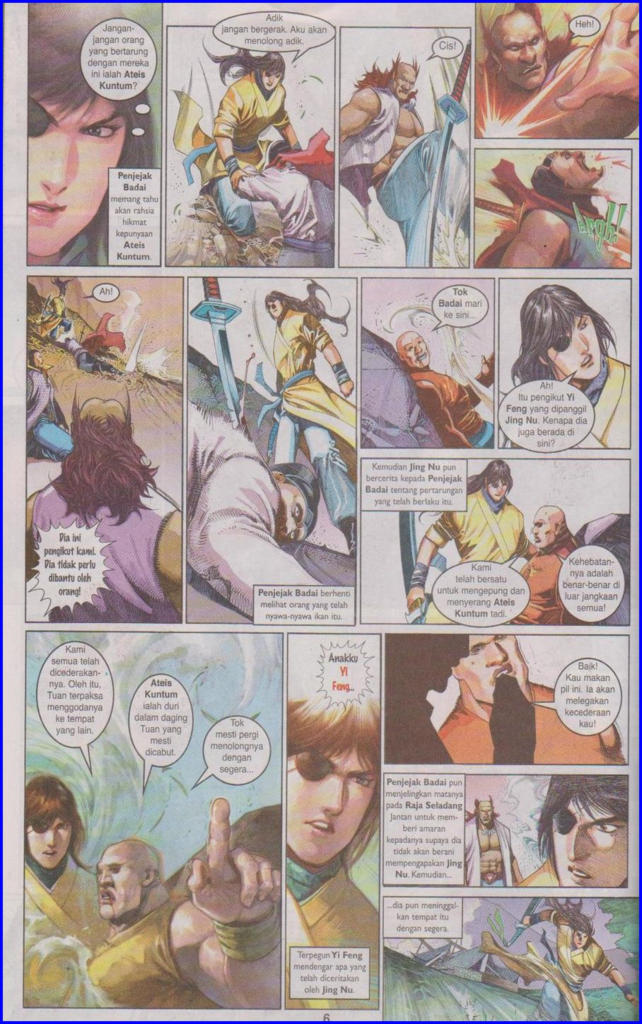 Jangan-
jangan orang
yang bertarung
dengan mereka
ini ialah Ateis
Kuntum?
Penjejak
Badai
memang tahu
akan rahsia
hikmat
kepunyaan
Ateis
Kuntum.
Adik
jangan bergerak. Aku akan
menolong adik.
Cis!
Heh!
Argh!
Ah!
Dia ini
pengikut kami.
Dia tidak perlu
dibantu oleh
orang!
Penjejak Badai berhenti
melihat orang yang telah
nyawa-nyawa ikan itu.
Tok
Badai mari
ke sini...
Ah!
Itu pengikut Yi
Feng yang dipanggil
Jing Nu. Kenapa dia
juga berada di
sini?
Kemudian Jing Nu pun
bercerita kepada Penjejak
Badai tentang pertarungan
yang telah berlaku itu.
Kami
telah bersatu
untuk mengepung dan
menyerang Ateis
Kuntum tadi.
Kehebatan-
nya adalah
benar-benar di
luar jangkaan
semua!
Kami
semua telah
dicederakan-
nya. Oleh itu,
Tuan terpaksa
menggodanya
ke tempat
yang lain.
Ateis
Kuntum
ialah duri
dalam daging
Tuan yang
mesti
dicabut.
Tok
mesti pergi
menolongnya
dengan
segera...
Anakku
Yi
Feng...
Terpegun Yi Feng
mendengar apa yang
telah diceritakan
oleh Jing Nu.
Baik!
Kau makan
pil ini. Ia akan
melegakan
kecederaan
kau!
Penjejak Badai pun
menjelingkan matanya
pada Raja Seladang
Jantan untuk mem-
beri amaran
kepadanya supaya dia
tidak akan berani
mempengapakan Jing
Nu. Kemudian...
...dia pun meninggal-
kan tempat itu
dengan segera.
6